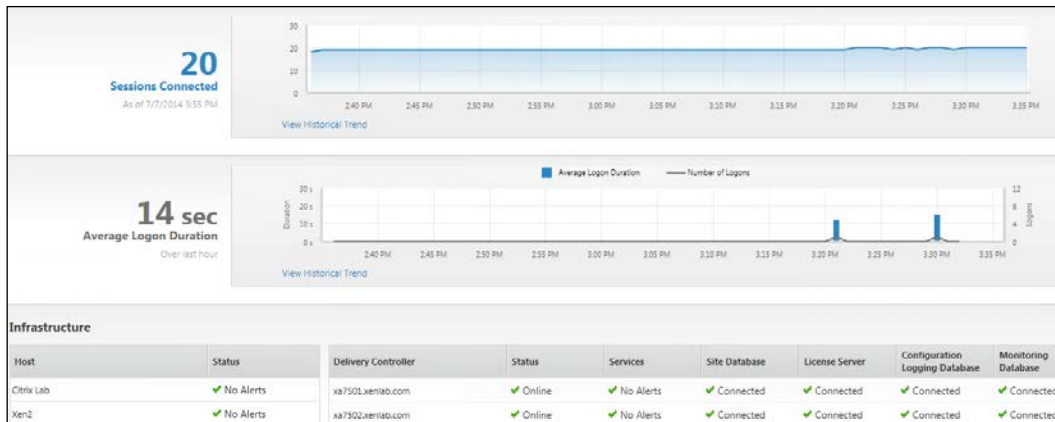 20
Sessions Connected
As of 7/7/2014 3:35 PM
30
20
10
0
2:40 PM 2:45 PM 2:50 PM 2:55 PM 3:00 PM 3:05 PM 3:10 PM 3:15 PM 3:20 PM 3:25 PM 3:30 PM 3:35 PM
View Historical Trend
Average Logon Duration Number of Logons
14 sec
Average Logon Duration
Over last hour
Duration
30 s
20 s
10 s
0 s
12
8
4
0
Logons
2:40 PM 2:45 PM 2:50 PM 2:55 PM 3:00 PM 3:05 PM 3:10 PM 3:15 PM 3:20 PM 3:25 PM 3:30 PM 3:35 PM
View Historical Trend
Infrastructure
Host Status Delivery Controller Status Services Site Database License Server Configuration Logging Database Monitoring Database
Citrix Lab No Alerts xa7501.xenlab.com Online No Alerts Connected Connected Connected Connected
Xen2 No Alerts xa7502.xenlab.com Online No Alerts Connected Connected Connected Connected